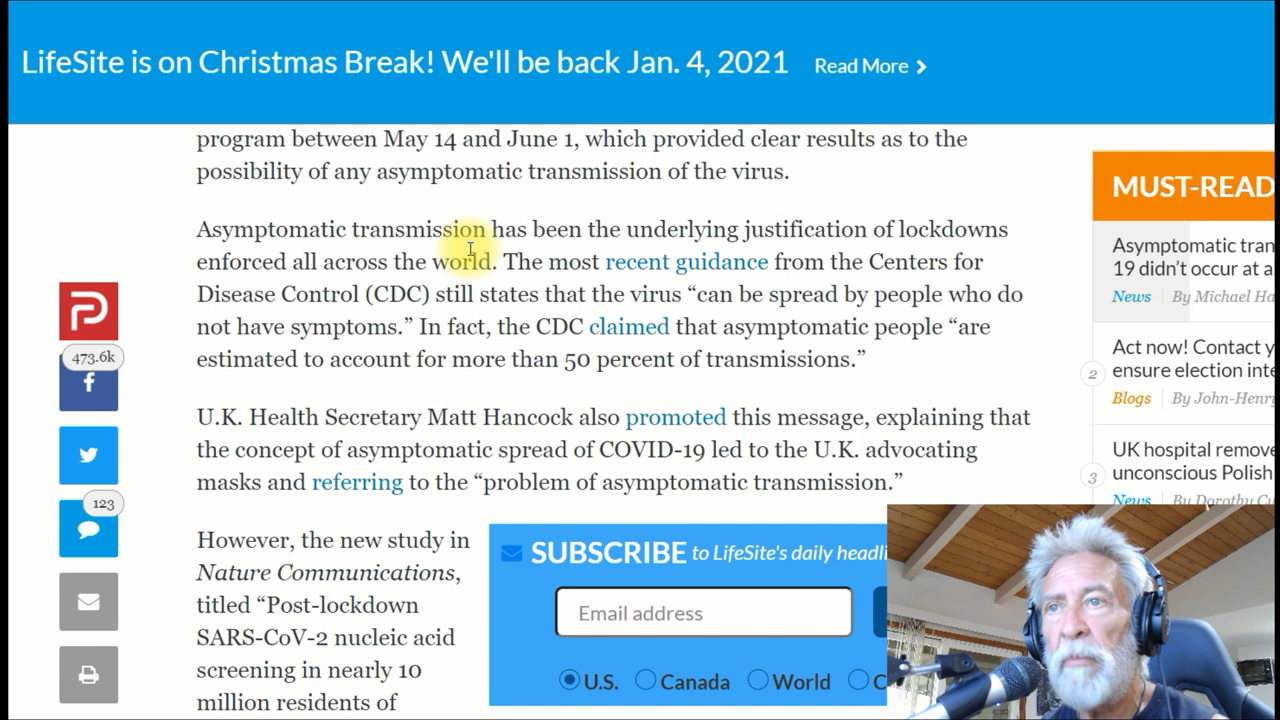 LifeSite is on Christmas Break! We'll be back Jan. 4, 2021 Read More
program between May 14 and June 1, which provided clear results as to the
possibility of any asymptomatic transmission of the virus.
Asymptomatic transmission has been the underlying justification of lockdowns
enforced all across the world. The most recent guidance from the Centers for
Disease Control (CDC) still states that the virus “can be spread by people who do
not have symptoms.” In fact, the CDC claimed that asymptomatic people “are
estimated to account for more than 50 percent of transmissions.”
U.K. Health Secretary Matt Hancock also promoted this message, explaining that
the concept of asymptomatic spread of COVID-19 led to the U.K. advocating
masks and referring to the “problem of asymptomatic transmission.”
However, the new study in
Nature Communications,
titled “Post-lockdown
SARS-CoV-2 nucleic acid
screening in nearly 10
million residents of
473.6k
123
SUBSCRIBE to LifeSite's daily headli
Email address
U.S. Canada World C
MUST-READ
Asymptomatic tran
19 didn't occur at a
News By Michael Ha
2
Act now! Contact y
ensure election inte
Blogs By John-Henry
3
UK hospital remove
unconscious Polish
News By Dorothy Cu